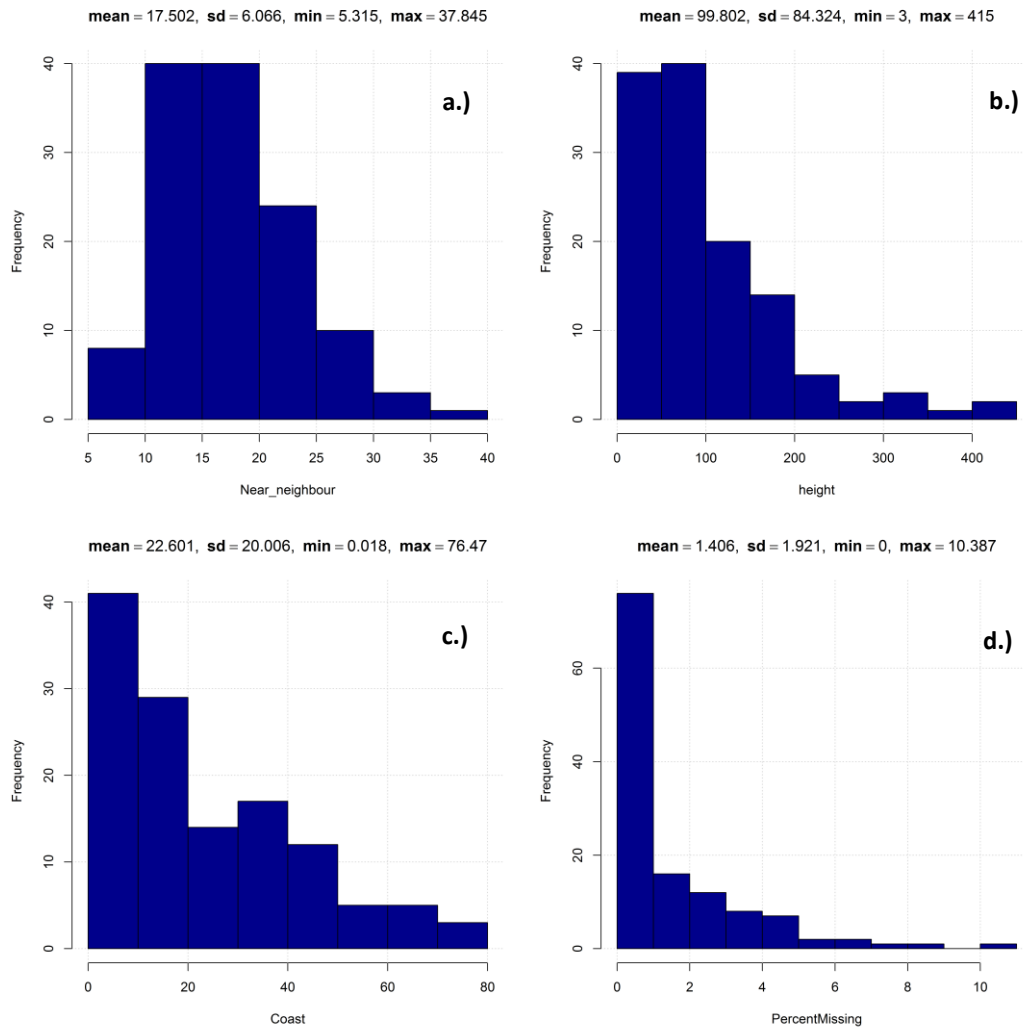 mean = 17.502, sd = 6.066, min = 5.315, max = 37.845
a.)
Frequency
0 10 20 30 40
5 10 15 20 25 30 35 40
Near_neighbour
mean = 99.802, sd = 84.324, min = 3, max = 415
b.)
Frequency
0 10 20 30 40
0 100 200 300 400
height
mean = 22.601, sd = 20.006, min = 0.018, max = 76.47
c.)
Frequency
0 10 20 30 40
0 20 40 60 80
Coast
mean = 1.406, sd = 1.921, min = 0, max = 10.387
d.)
Frequency
0 20 40 60
0 2 4 6 8 10
PercentMissing